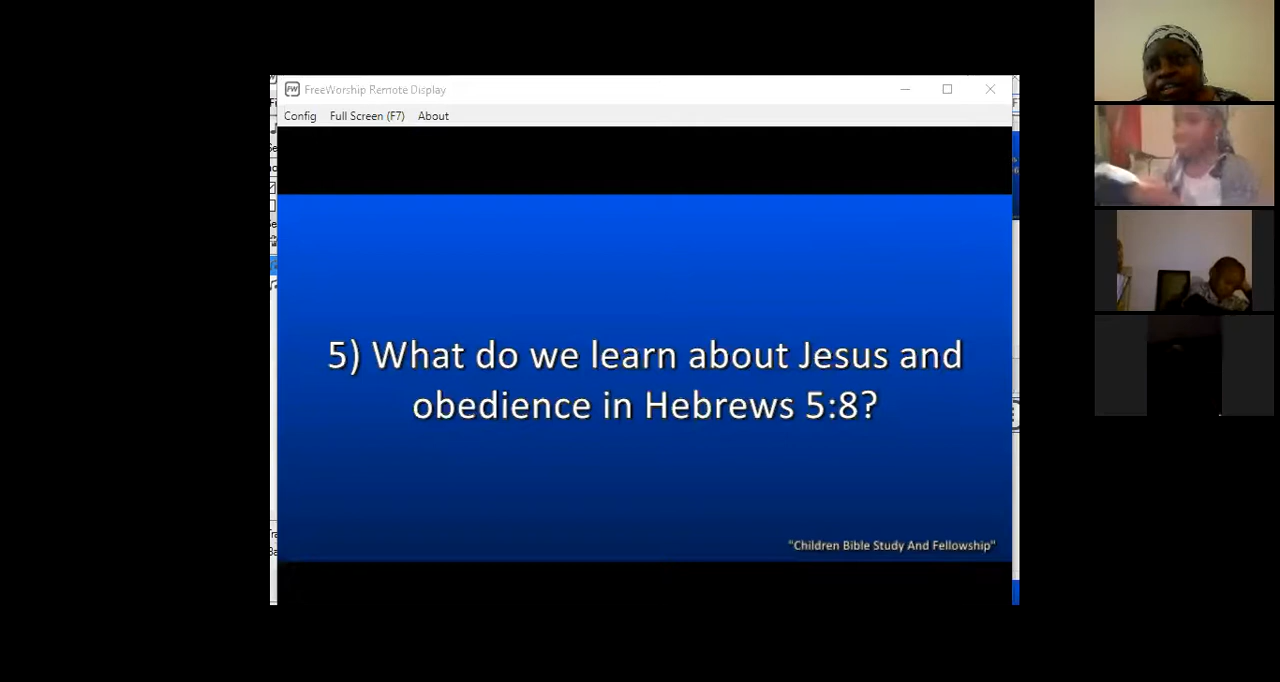 FreeWorship Remote Display
Config Full Screen (F7) About
5) What do we learn about Jesus and
obedience in Hebrews 5:8?
"Children Bible Study And Fellowship"